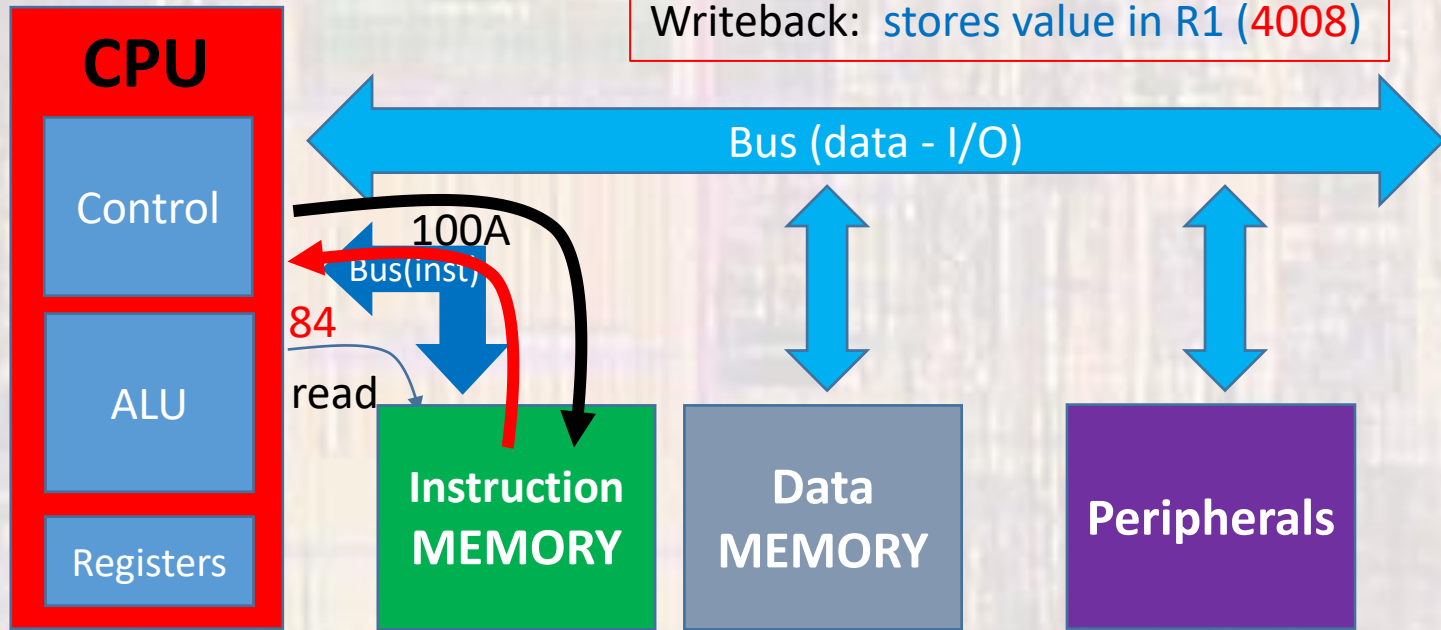 Writeback: stores value in R1 (4008)
CPU
Bus (data - I/O)
Control
100A
Bus(inst)
84
read
ALU
Instruction
MEMORY
Data
MEMORY
Peripherals
Registers